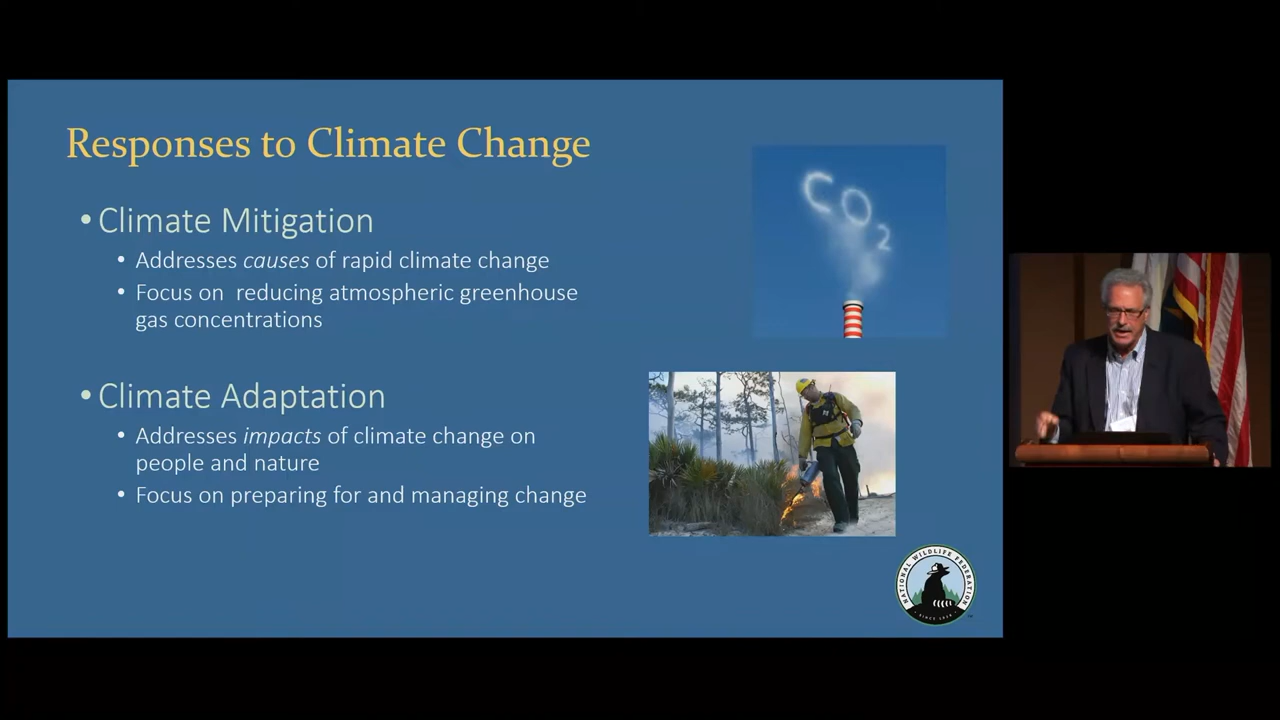 Responses to Climate Change
• Climate Mitigation
• Addresses causes of rapid climate change
• Focus on reducing atmospheric greenhouse
gas concentrations
• Climate Adaptation
• Addresses impacts of climate change on
people and nature
• Focus on preparing for and managing change
CO2
NATIONAL WILDLIFE FEDERATION